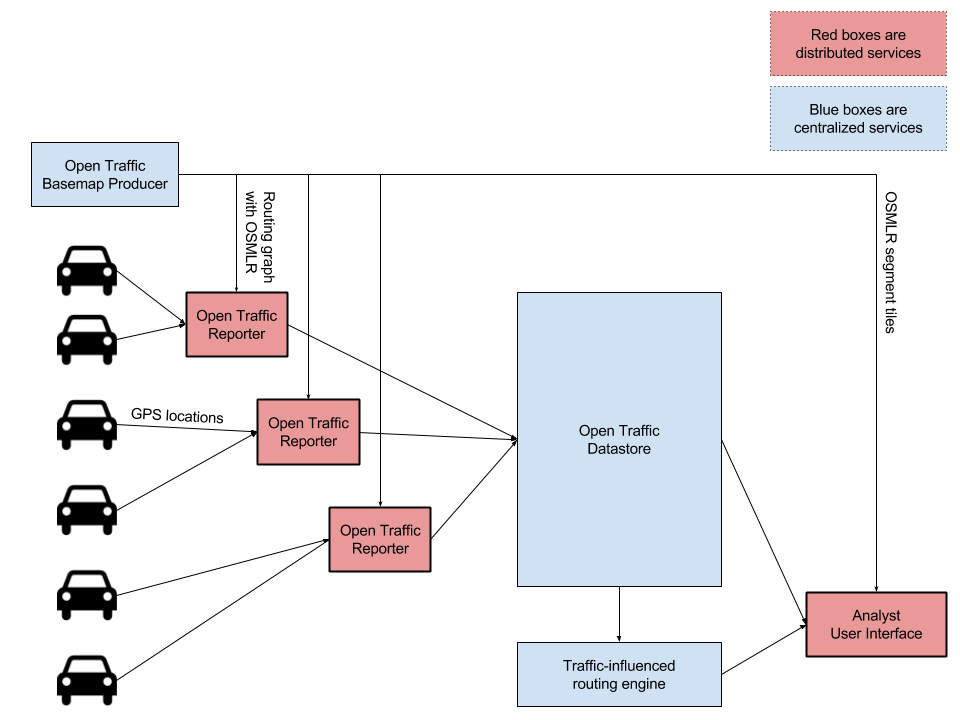 Red boxes are
distributed services
Blue boxes are
centralized services
Open Traffic
Basemap Producer
Routing graph
with OSMLR
OSMLR segment tiles
Open Traffic
Reporter
GPS locations
Open Traffic
Reporter
Open Traffic
Datastore
Open Traffic
Reporter
Analyst
User Interface
Traffic-influenced
routing engine